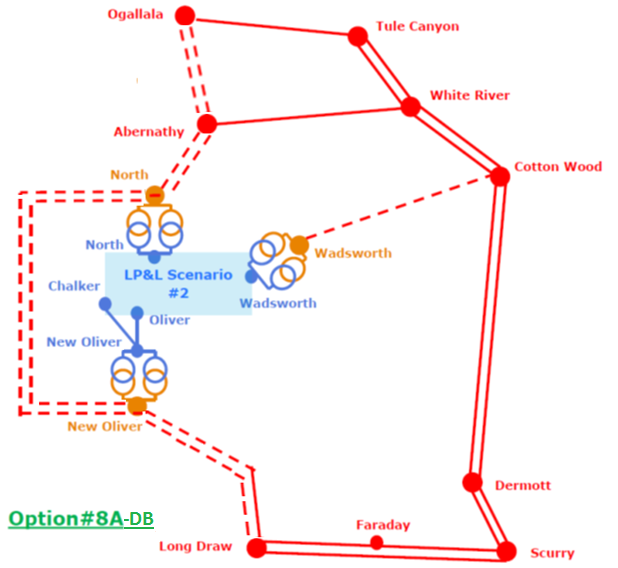 Ogallala
Tule Canyon
White River
Abernathy
Cotton Wood
North
North
Wadsworth
LP&L Scenario
#2
Chalker
Wadsworth
Oliver
New Oliver
New Oliver
Dermott
Option#8A-DB
Faraday
Long Draw
Scurry